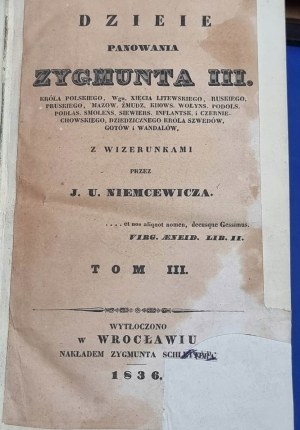 DZIEIE
PANOWANIA
ZYGMUNTA III.
KRÓLA POLSKIEGO, Wgo. XIĘCIA LITEWSKIEGO, RUSKIEGO,
PRUSKIEGO, MAZOW. ŻMUDZ. KIIOWS. WOŁYNS. PODOLS.
PODLAS. SMOLENS. SIEWIERS. INFLANTSK. I CZERNIE-
CHOWSKIEGO, DZIEDZICZNEGO KRÓLA SZWEDÓW,
GOTÓW i WANDALÓW,
Z WIZERUNKAMI
PRZEZ
J. U. NIEMCEWICZA.
.... et nos aliquot nomen, decusque Gessimus.
VIRG. ÆNEID. LIB. II.
TOM III.
WYTŁOCZONO
w WROCŁAWIU
NAKŁADEM ZYGMUNTA
1836.